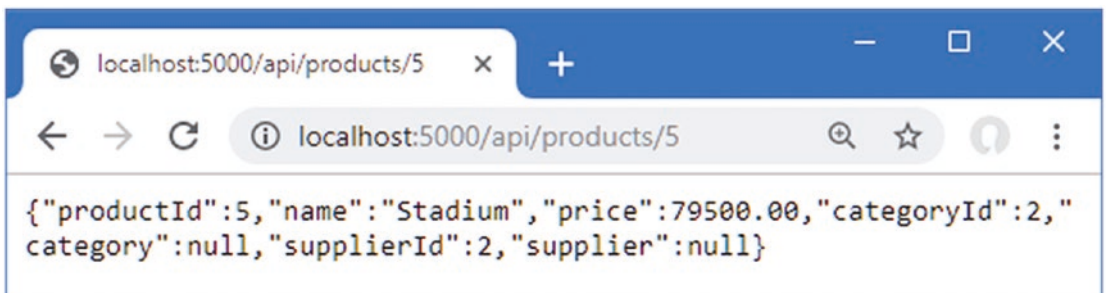 localhost:5000/api/products/5
localhost:5000/api/products/5
{"productId":5,"name":"Stadium","price":79500.00,"categoryId":2,"
category":null,"supplierId":2,"supplier":null}